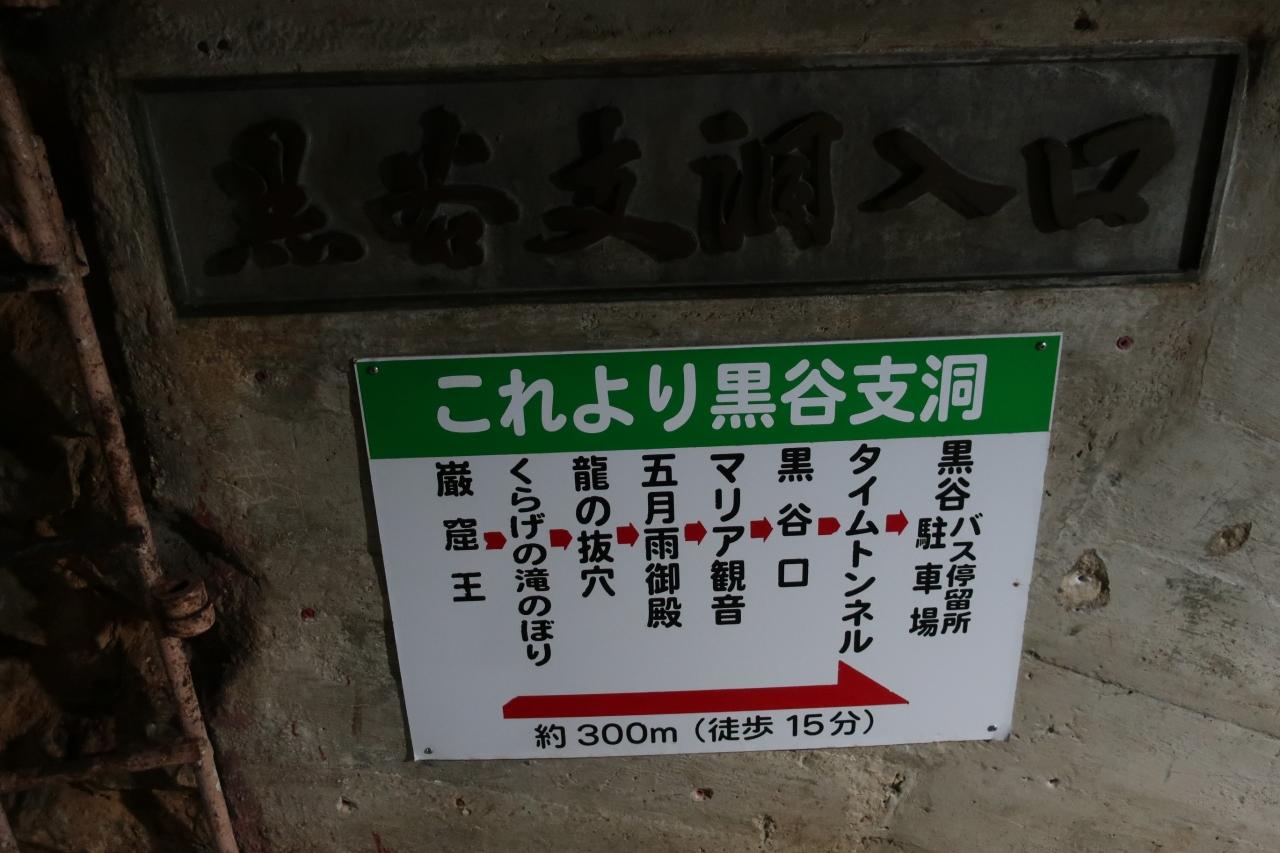 黒谷支洞入口
これより黒谷支洞
巌窟王
くらげの滝のぼり
龍の抜穴
五月雨御殿
マリア観音
黒谷口
タイムトンネル
黒谷バス停留所
駐車場
約300m（徒歩15分）